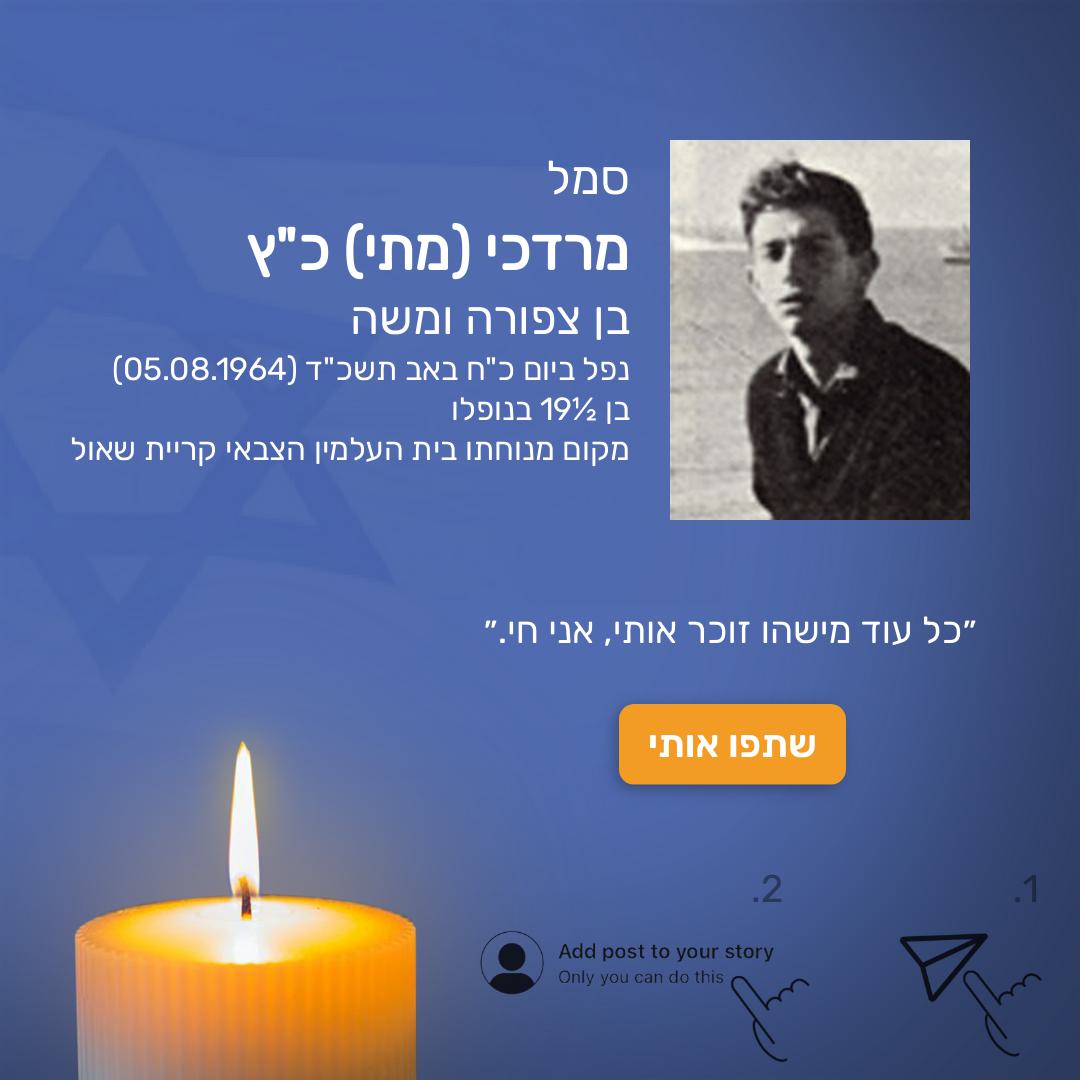 סמל
מרדכי (מתי) כ"ץ
בן צפורה ומשה
נפל ביום כ"ח באב תשכ"ד (05.08.1964)
בן 19½ בנופלו
מקום מנוחתו בית העלמין הצבאי קריית שאול
״כל עוד מישהו זוכר אותי, אני חי.״
שתפו אותי
1.
2.
Add post to your story
Only you can do this